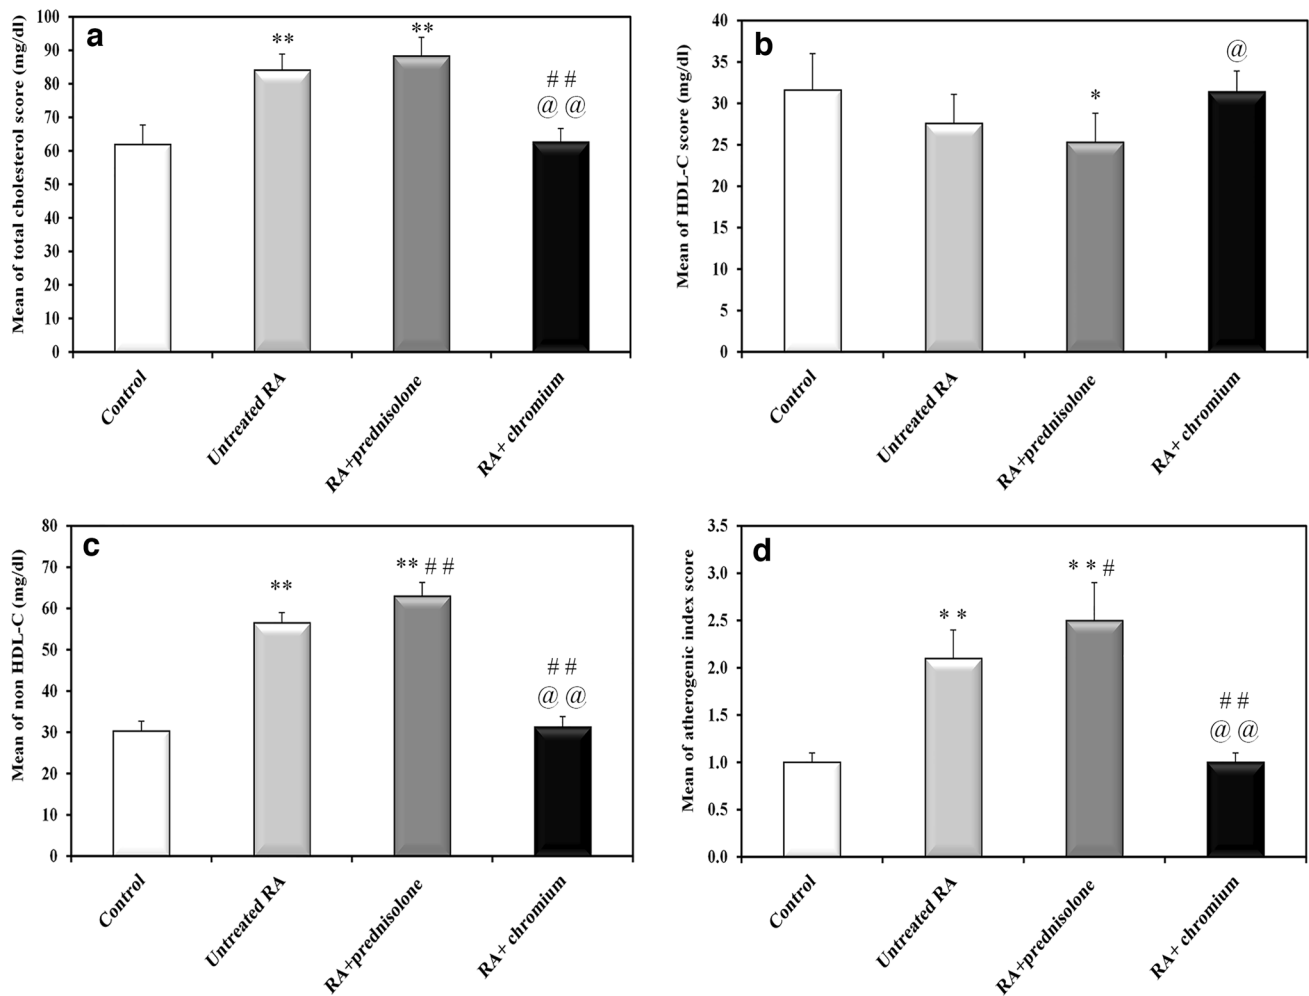 a
Mean of total cholesterol score (mg/dl)
100
90
80
70
60
50
40
30
20
10
0
**
**
# #
@ @
Control
Untreated RA
RA+prednisolone
RA+ chromium
b
Mean of HDL-C score (mg/dl)
40
35
30
25
20
15
10
5
0
*
@
Control
Untreated RA
RA+prednisolone
RA+ chromium
c
Mean of non HDL-C (mg/dl)
80
70
60
50
40
30
20
10
0
**
** # #
# #
@ @
Control
Untreated RA
RA+prednisolone
RA+ chromium
d
Mean of atherogenic index score
3.5
3.0
2.5
2.0
1.5
1.0
0.5
0.0
* *
* * #
# #
@ @
Control
Untreated RA
RA+prednisolone
RA+ chromium